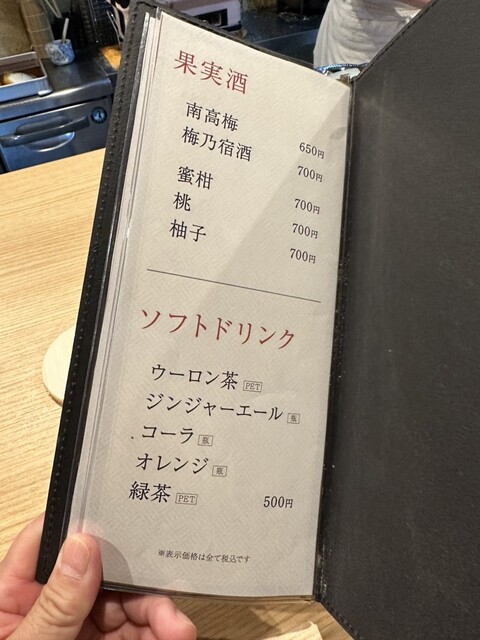 果実酒
南高梅 650円
梅乃宿酒 700円
蜜柑 700円
桃 700円
柚子 700円
ソフトドリンク
ウーロン茶 PET
ジンジャーエール 瓶
コーラ 瓶
オレンジ 瓶
緑茶 PET 500円
※表示価格は全て税込です